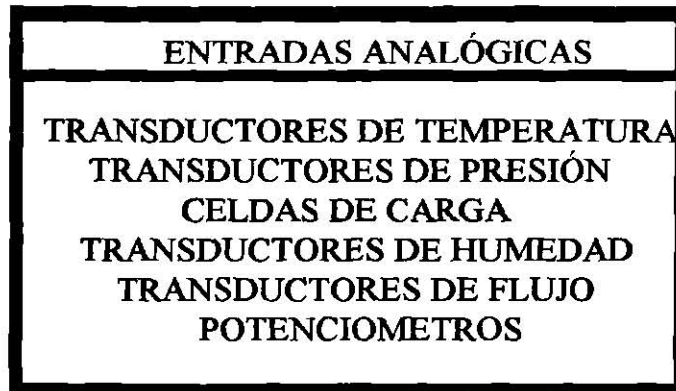 ENTRADAS ANALÓGICAS
TRANSDUCTORES DE TEMPERATURA
TRANSDUCTORES DE PRESIÓN
CELDAS DE CARGA
TRANSDUCTORES DE HUMEDAD
TRANSDUCTORES DE FLUJO
POTENCIOMETROS